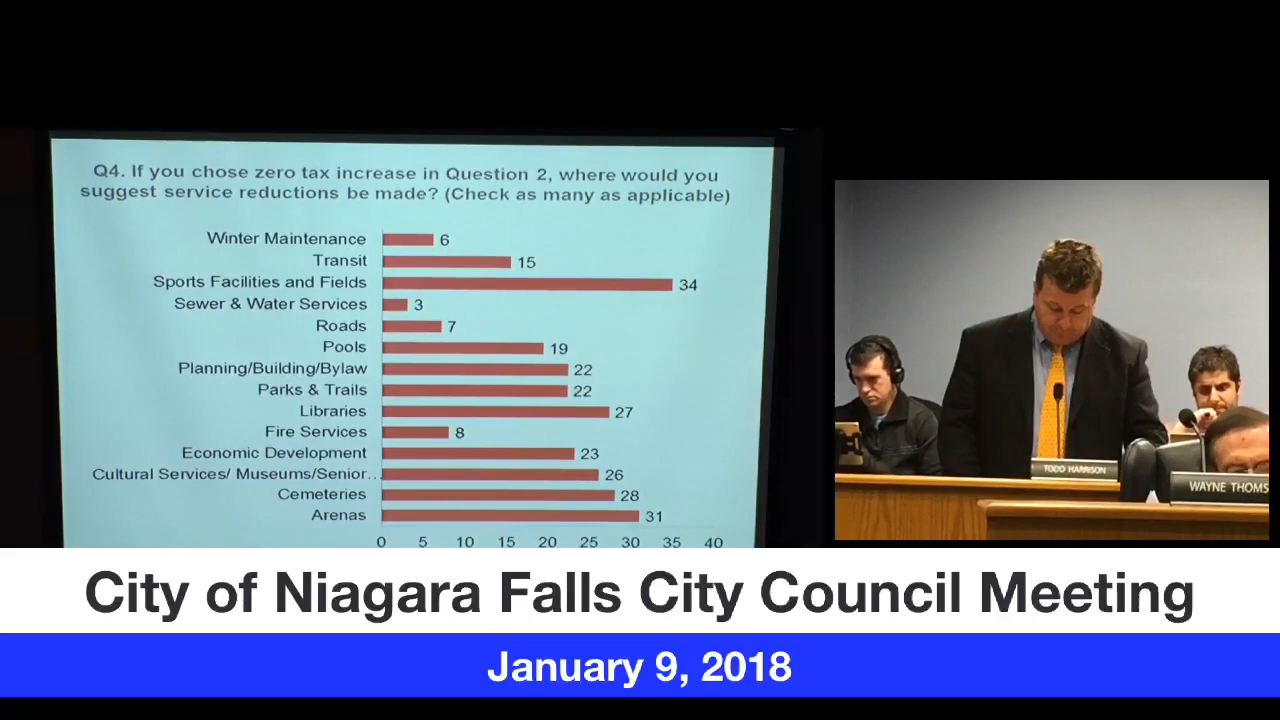 Q4. If you chose zero tax increase in Question 2, where would you
suggest service reductions be made? (Check as many as applicable)
Winter Maintenance 6
Transit 15
Sports Facilities and Fields 34
Sewer & Water Services 3
Roads 7
Pools 19
Planning/Building/Bylaw 22
Parks & Trails 22
Libraries 27
Fire Services 8
Economic Development 23
Cultural Services/ Museums/Senior... 26
Cemeteries 28
Arenas 31
0 5 10 15 20 25 30 35 40
TODD HARRISON
WAYNE THOMS
City of Niagara Falls City Council Meeting
January 9, 2018